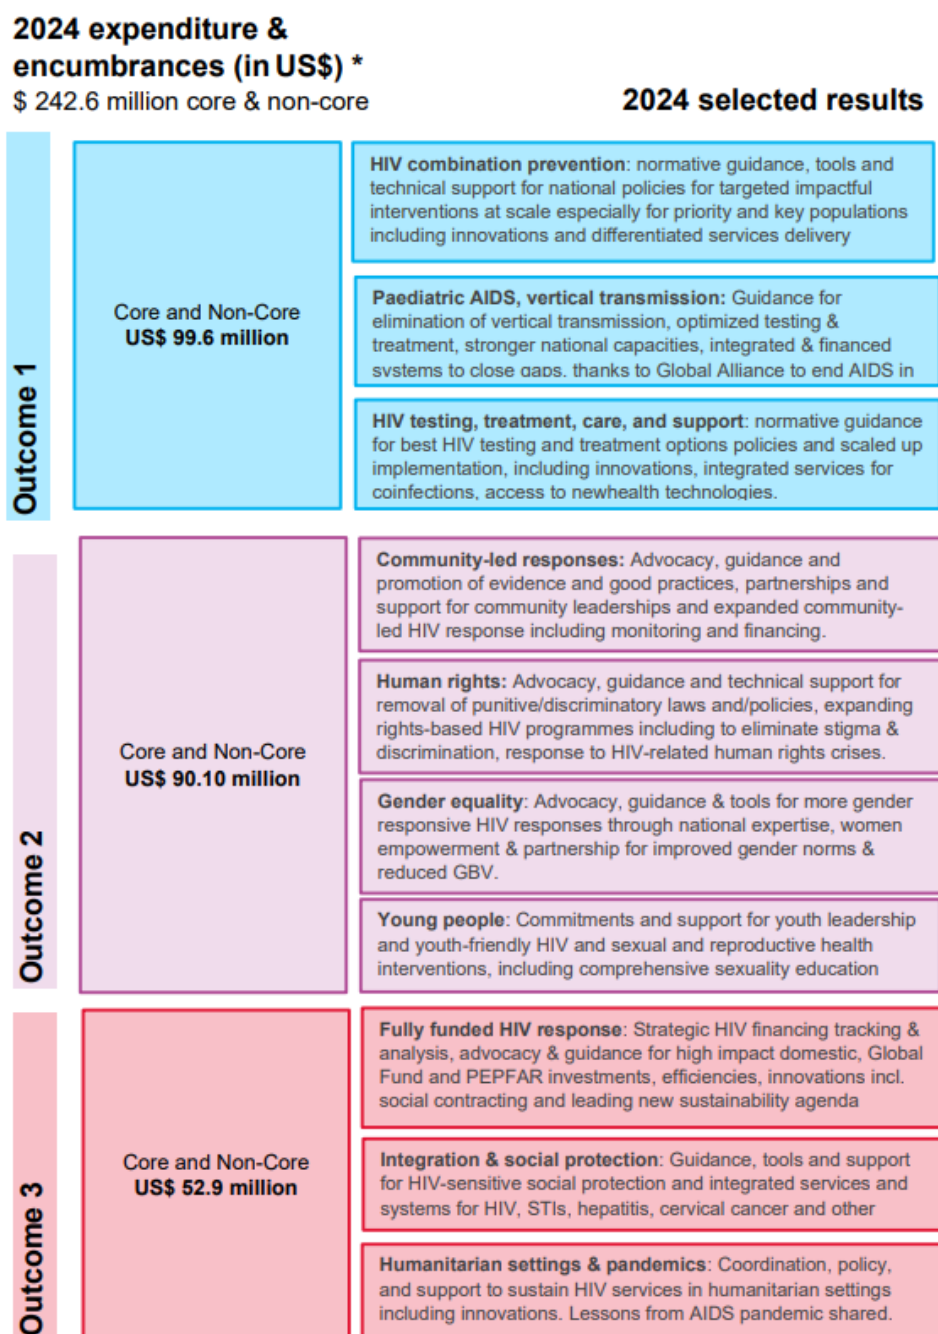 2024 expenditure &
encumbrances (in US$) *
$ 242.6 million core & non-core
2024 selected results
Outcome 1
Core and Non-Core
US$ 99.6 million
HIV combination prevention: normative guidance, tools and
technical support for national policies for targeted impactful
interventions at scale especially for priority and key populations
including innovations and differentiated services delivery
Paediatric AIDS, vertical transmission: Guidance for
elimination of vertical transmission, optimized testing &
treatment, stronger national capacities, integrated & financed
systems to close gaps. thanks to Global Alliance to end AIDS in
HIV testing, treatment, care, and support: normative guidance
for best HIV testing and treatment options policies and scaled up
implementation, including innovations, integrated services for
coinfections, access to newhealth technologies.
Outcome 2
Core and Non-Core
US$ 90.10 million
Community-led responses: Advocacy, guidance and
promotion of evidence and good practices, partnerships and
support for community leaderships and expanded community-
led HIV response including monitoring and financing.
Human rights: Advocacy, guidance and technical support for
removal of punitive/discriminatory laws and/policies, expanding
rights-based HIV programmes including to eliminate stigma &
discrimination, response to HIV-related human rights crises.
Gender equality: Advocacy, guidance & tools for more gender
responsive HIV responses through national expertise, women
empowerment & partnership for improved gender norms &
reduced GBV.
Young people: Commitments and support for youth leadership
and youth-friendly HIV and sexual and reproductive health
interventions, including comprehensive sexuality education
Outcome 3
Core and Non-Core
US$ 52.9 million
Fully funded HIV response: Strategic HIV financing tracking &
analysis, advocacy & guidance for high impact domestic, Global
Fund and PEPFAR investments, efficiencies, innovations incl.
social contracting and leading new sustainability agenda
Integration & social protection: Guidance, tools and support
for HIV-sensitive social protection and integrated services and
systems for HIV, STIs, hepatitis, cervical cancer and other
Humanitarian settings & pandemics: Coordination, policy,
and support to sustain HIV services in humanitarian settings
including innovations. Lessons from AIDS pandemic shared.